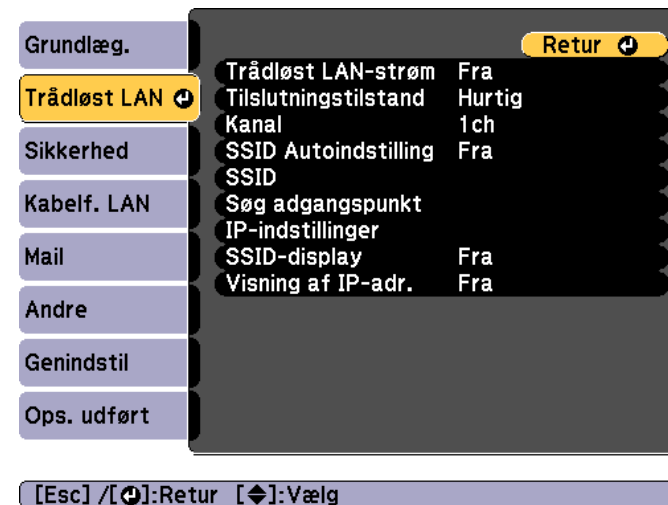 Grundlæg.
Trådløst LAN
Sikkerhed
Kabelf. LAN
Mail
Andre
Genindstil
Ops. udført
Retur
Trådløst LAN-strøm Fra
Tilslutningstilstand Hurtig
Kanal 1ch
SSID Autoindstilling Fra
SSID
Søg adgangspunkt
IP-indstillinger
SSID-display Fra
Visning af IP-adr. Fra
[Esc] /[⏎]:Retur [◆]:Vælg